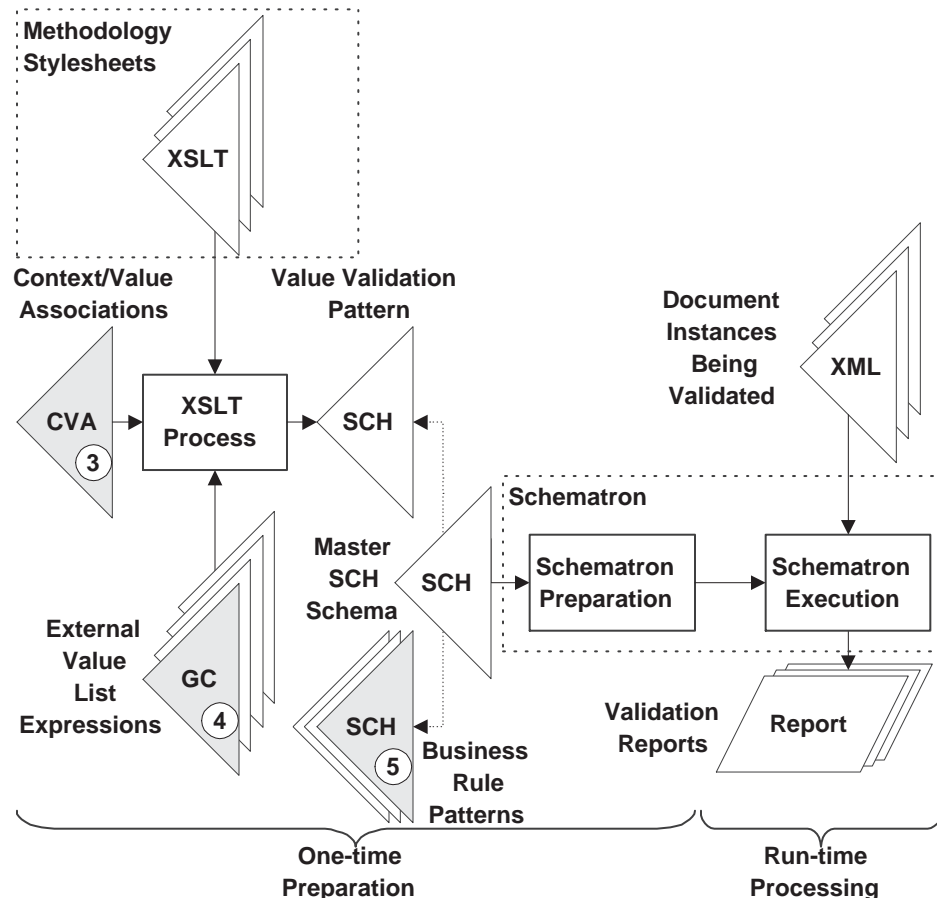 Methodology
Stylesheets
XSLT
Context/Value
Associations
Value Validation
Pattern
Document
Instances
Being
Validated
XML
CVA
3
XSLT
Process
SCH
Schematron
Master
SCH
Schema
SCH
Schematron
Preparation
Schematron
Execution
External
Value
List
Expressions
GC
4
SCH
5
Business
Rule
Patterns
Validation
Reports
Report
One-time
Preparation
Run-time
Processing